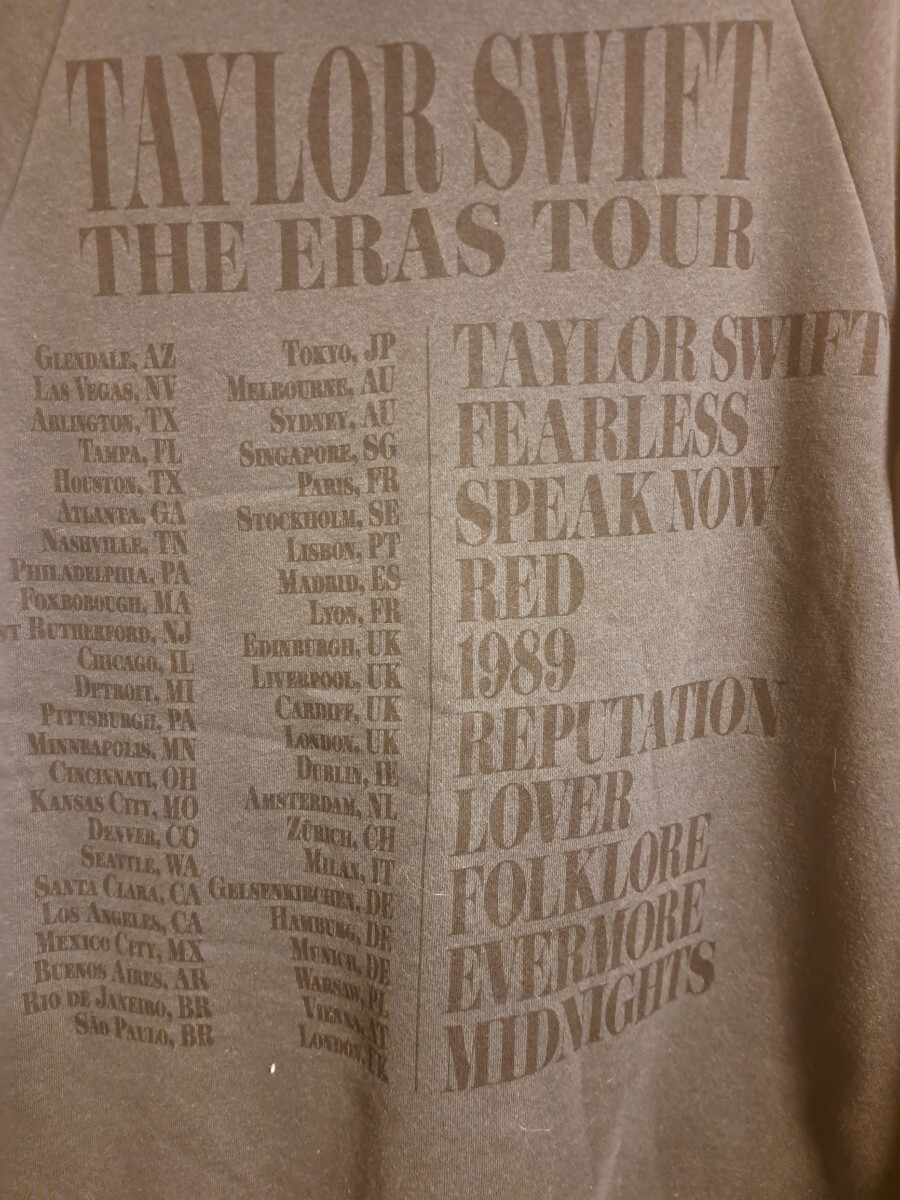 TAYLOR SWIFT
THE ERAS TOUR
GLENDALE, AZ
LAS VEGAS, NV
ARLINGTON, TX
TAMPA, FL
HOUSTON, TX
ATLANTA, GA
NASHVILLE, TN
PHILADELPHIA, PA
FOXBOROUGH, MA
ST RUTHERFORD, NJ
CHICAGO, IL
DETROIT, MI
PITTSBURGH, PA
MINNEAPOLIS, MN
CINCINNATI, OH
KANSAS CITY, MO
DENVER, CO
SEATTLE, WA
SANTA CLARA, CA
LOS ANGELES, CA
MEXICO CITY, MX
BUENOS AIRES, AR
RIO DE JANEIRO, BR
SÃO PAULO, BR
TOKYO, JP
MELBOURNE, AU
SYDNEY, AU
SINGAPORE, SG
PARIS, FR
STOCKHOLM, SE
LISBON, PT
MADRID, ES
LYON, FR
EDINBURGH, UK
LIVERPOOL, UK
CARDIFF, UK
LONDON, UK
DUBLIN, IE
AMSTERDAM, NL
ZÜRICH, CH
MILAN, IT
GELSENKIRCHEN, DE
HAMBURG, DE
MUNICH, DE
WARSAW, PL
VIENNA, AT
LONDON, UK
TAYLOR SWIFT
FEARLESS
SPEAK NOW
RED
1989
REPUTATION
LOVER
FOLKLORE
EVERMORE
MIDNIGHTS